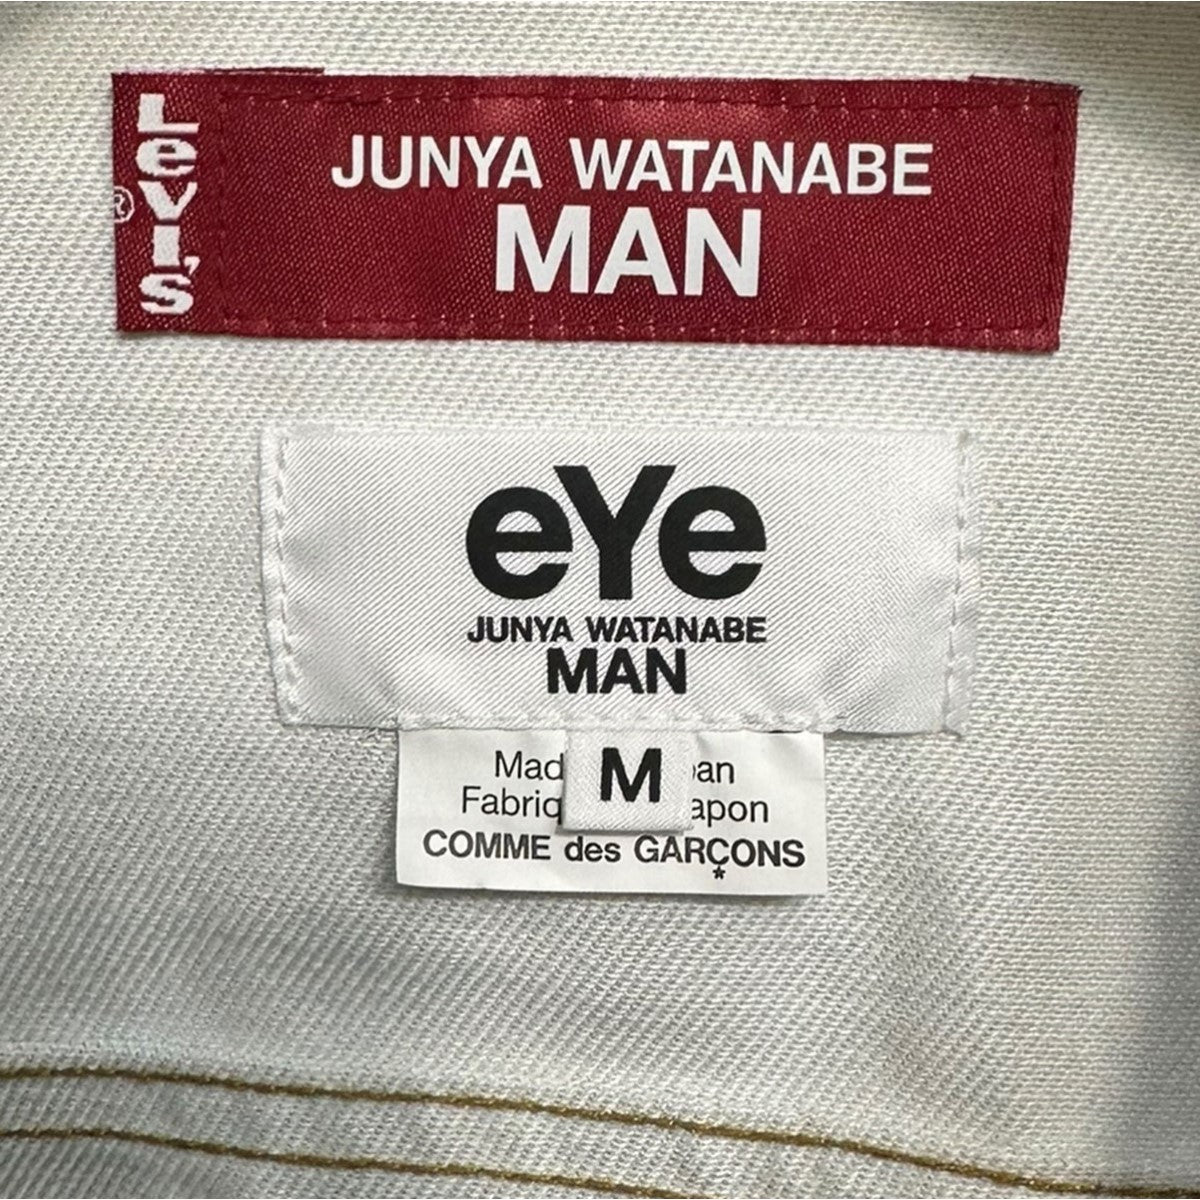 Levi's
®
JUNYA WATANABE
MAN
eYe
JUNYA WATANABE
MAN
M
COMME des GARÇONS
*